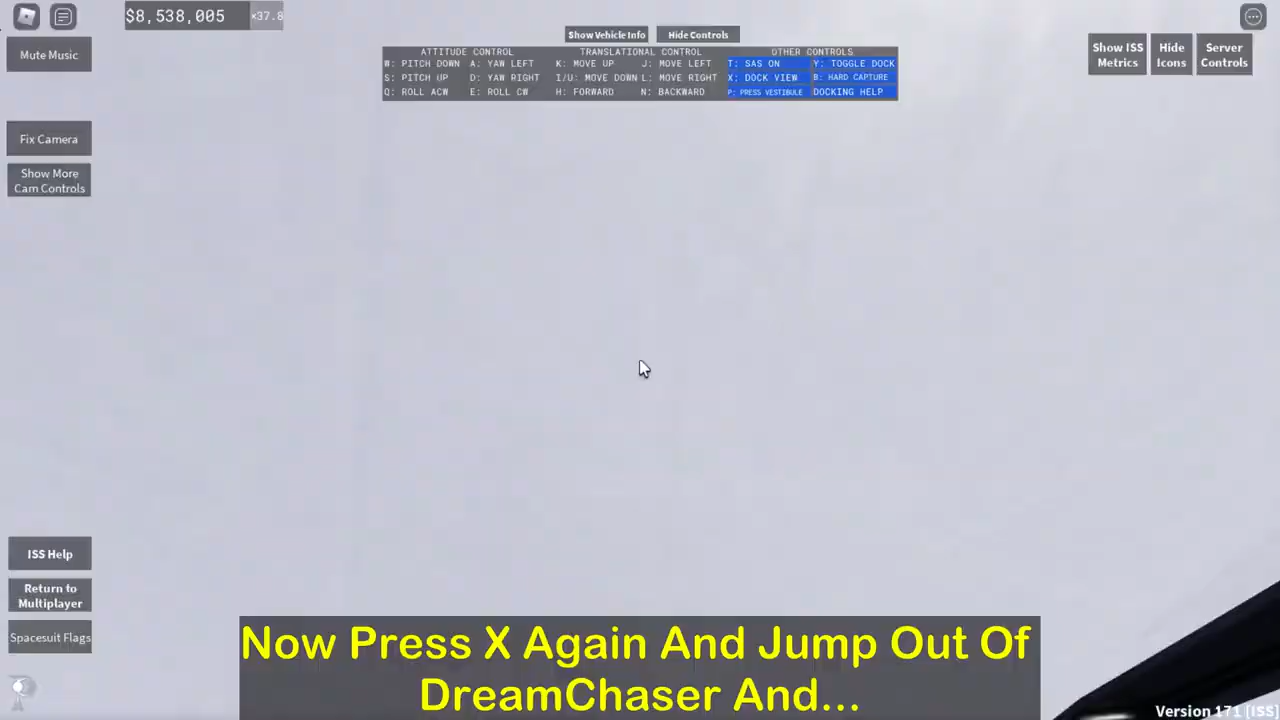 $8,538,005 ×37.8
Mute Music
Fix Camera
Show More
Cam Controls
Show Vehicle Info
Hide Controls
ATTITUDE CONTROL TRANSLATIONAL CONTROL OTHER CONTROLS
W: PITCH DOWN A: YAW LEFT K: MOVE UP J: MOVE LEFT T: SAS ON Y: TOGGLE DOCK
S: PITCH UP D: YAW RIGHT I/U: MOVE DOWN L: MOVE RIGHT X: DOCK VIEW B: HARD CAPTURE
Q: ROLL ACW E: ROLL CW H: FORWARD N: BACKWARD P: PRESS VESTIBULE DOCKING HELP
Show ISS
Metrics
Hide
Icons
Server
Controls
ISS Help
Return to
Multiplayer
Spacesuit Flags
Now Press X Again And Jump Out Of
DreamChaser And...
Version 171 [ISS]